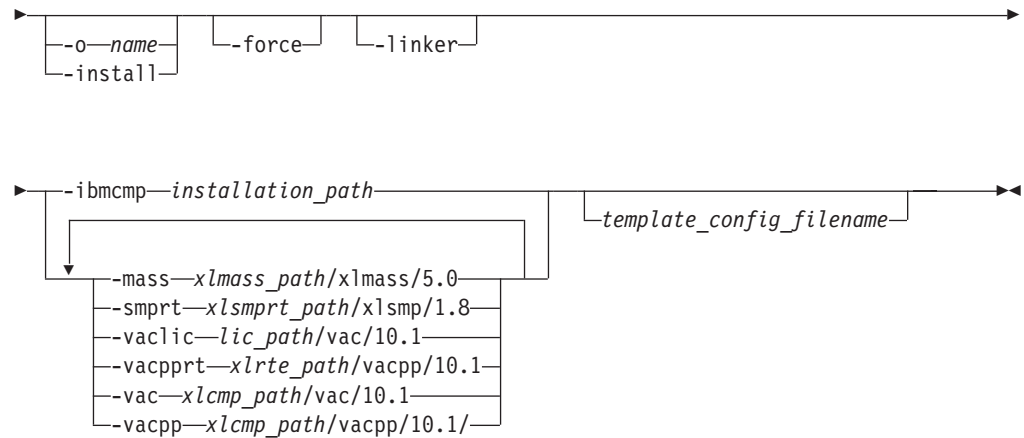 -o name -force -linker
-install
-ibmcmp installation_path
template_config_filename
-mass xlmass_path/xlmass/5.0
-smprt xlsmprt_path/xlsmp/1.8
-vaclic lic_path/vac/10.1
-vacpprt xlrte_path/vacpp/10.1
-vac xlcmp_path/vac/10.1
-vacpp xlcmp_path/vacpp/10.1/